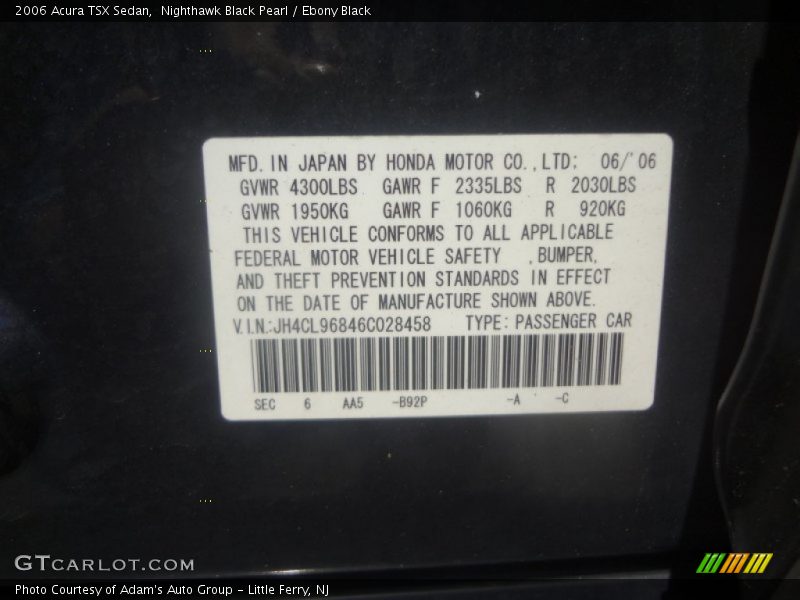 2006 Acura TSX Sedan,  Nighthawk Black Pearl / Ebony Black
MFD. IN JAPAN BY HONDA MOTOR CO.,LTD; 06/'06
GVWR 4300LBS GAWR F 2335LBS R 2030LBS
GVWR 1950KG GAWR F 1060KG R 920KG
THIS VEHICLE CONFORMS TO ALL APPLICABLE
FEDERAL MOTOR VEHICLE SAFETY ,BUMPER,
AND THEFT PREVENTION STANDARDS IN EFFECT
ON THE DATE OF MANUFACTURE SHOWN ABOVE.
V.I.N.:JH4CL96846C028458 TYPE: PASSENGER CAR
SEC 6 AA5 -B92P -A -C
GTCARLOT.COM
Photo Courtesy of Adam's Auto Group - Little Ferry, NJ